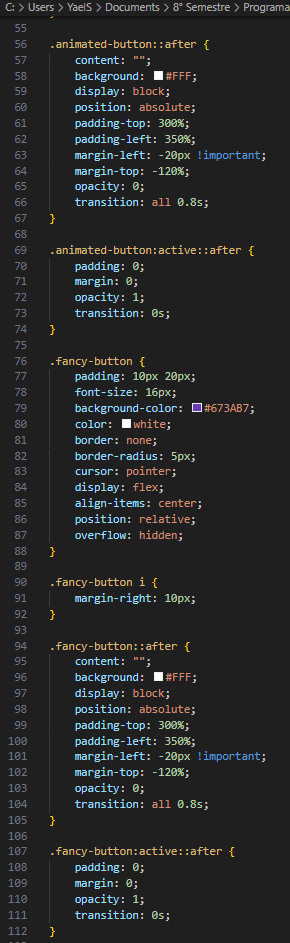 C: > Users > YaelS > Documents > 8° Semestre > Programa
55
56 .animated-button::after {
57 content: "";
58 background: #FFF;
59 display: block;
60 position: absolute;
61 padding-top: 300%;
62 padding-left: 350%;
63 margin-left: -20px !important;
64 margin-top: -120%;
65 opacity: 0;
66 transition: all 0.8s;
67 }
68
69 .animated-button:active::after {
70 padding: 0;
71 margin: 0;
72 opacity: 1;
73 transition: 0s;
74 }
75
76 .fancy-button {
77 padding: 10px 20px;
78 font-size: 16px;
79 background-color: #673AB7;
80 color: white;
81 border: none;
82 border-radius: 5px;
83 cursor: pointer;
84 display: flex;
85 align-items: center;
86 position: relative;
87 overflow: hidden;
88 }
89
90 .fancy-button i {
91 margin-right: 10px;
92 }
93
94 .fancy-button::after {
95 content: "";
96 background: #FFF;
97 display: block;
98 position: absolute;
99 padding-top: 300%;
100 padding-left: 350%;
101 margin-left: -20px !important;
102 margin-top: -120%;
103 opacity: 0;
104 transition: all 0.8s;
105 }
106
107 .fancy-button:active::after {
108 padding: 0;
109 margin: 0;
110 opacity: 1;
111 transition: 0s;
112 }